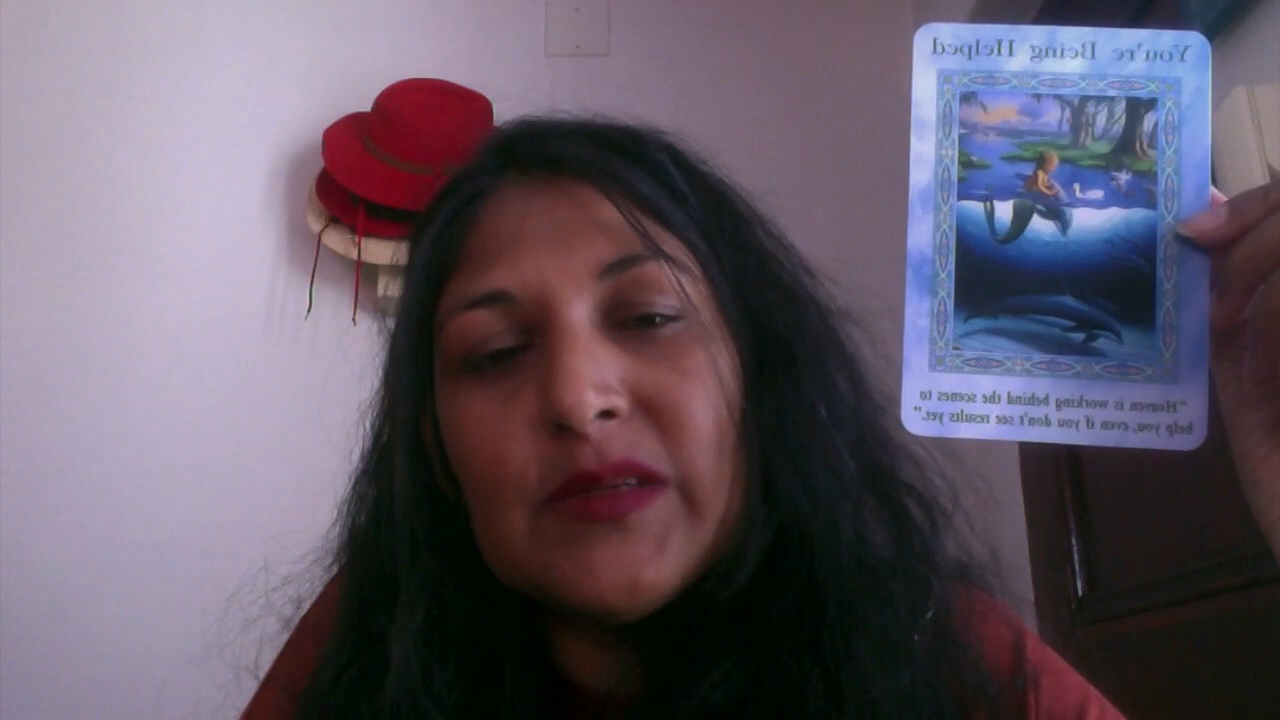 You're Being Helped
"Heaven is working behind the scenes to
help you, even if you don't see results yet."